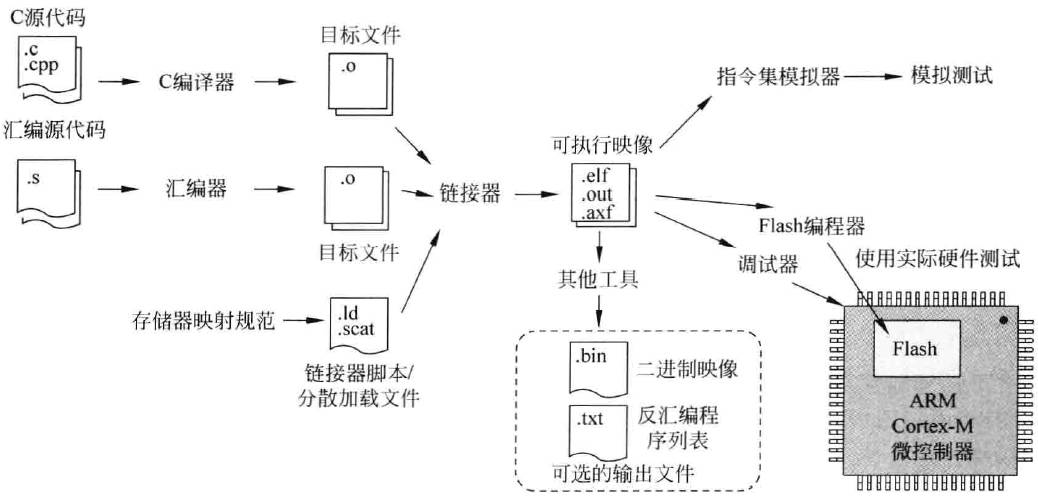 C源代码
.c
.cpp
C编译器
目标文件
.o
汇编源代码
.s
汇编器
.o
目标文件
存储器映射规范
.ld
.scat
链接器脚本/
分散加载文件
链接器
可执行映像
.elf
.out
.axf
指令集模拟器
模拟测试
Flash编程器
调试器
使用实际硬件测试
其他工具
.bin
二进制映像
.txt
反汇编程
序列表
可选的输出文件
Flash
ARM
Cortex-M
微控制器